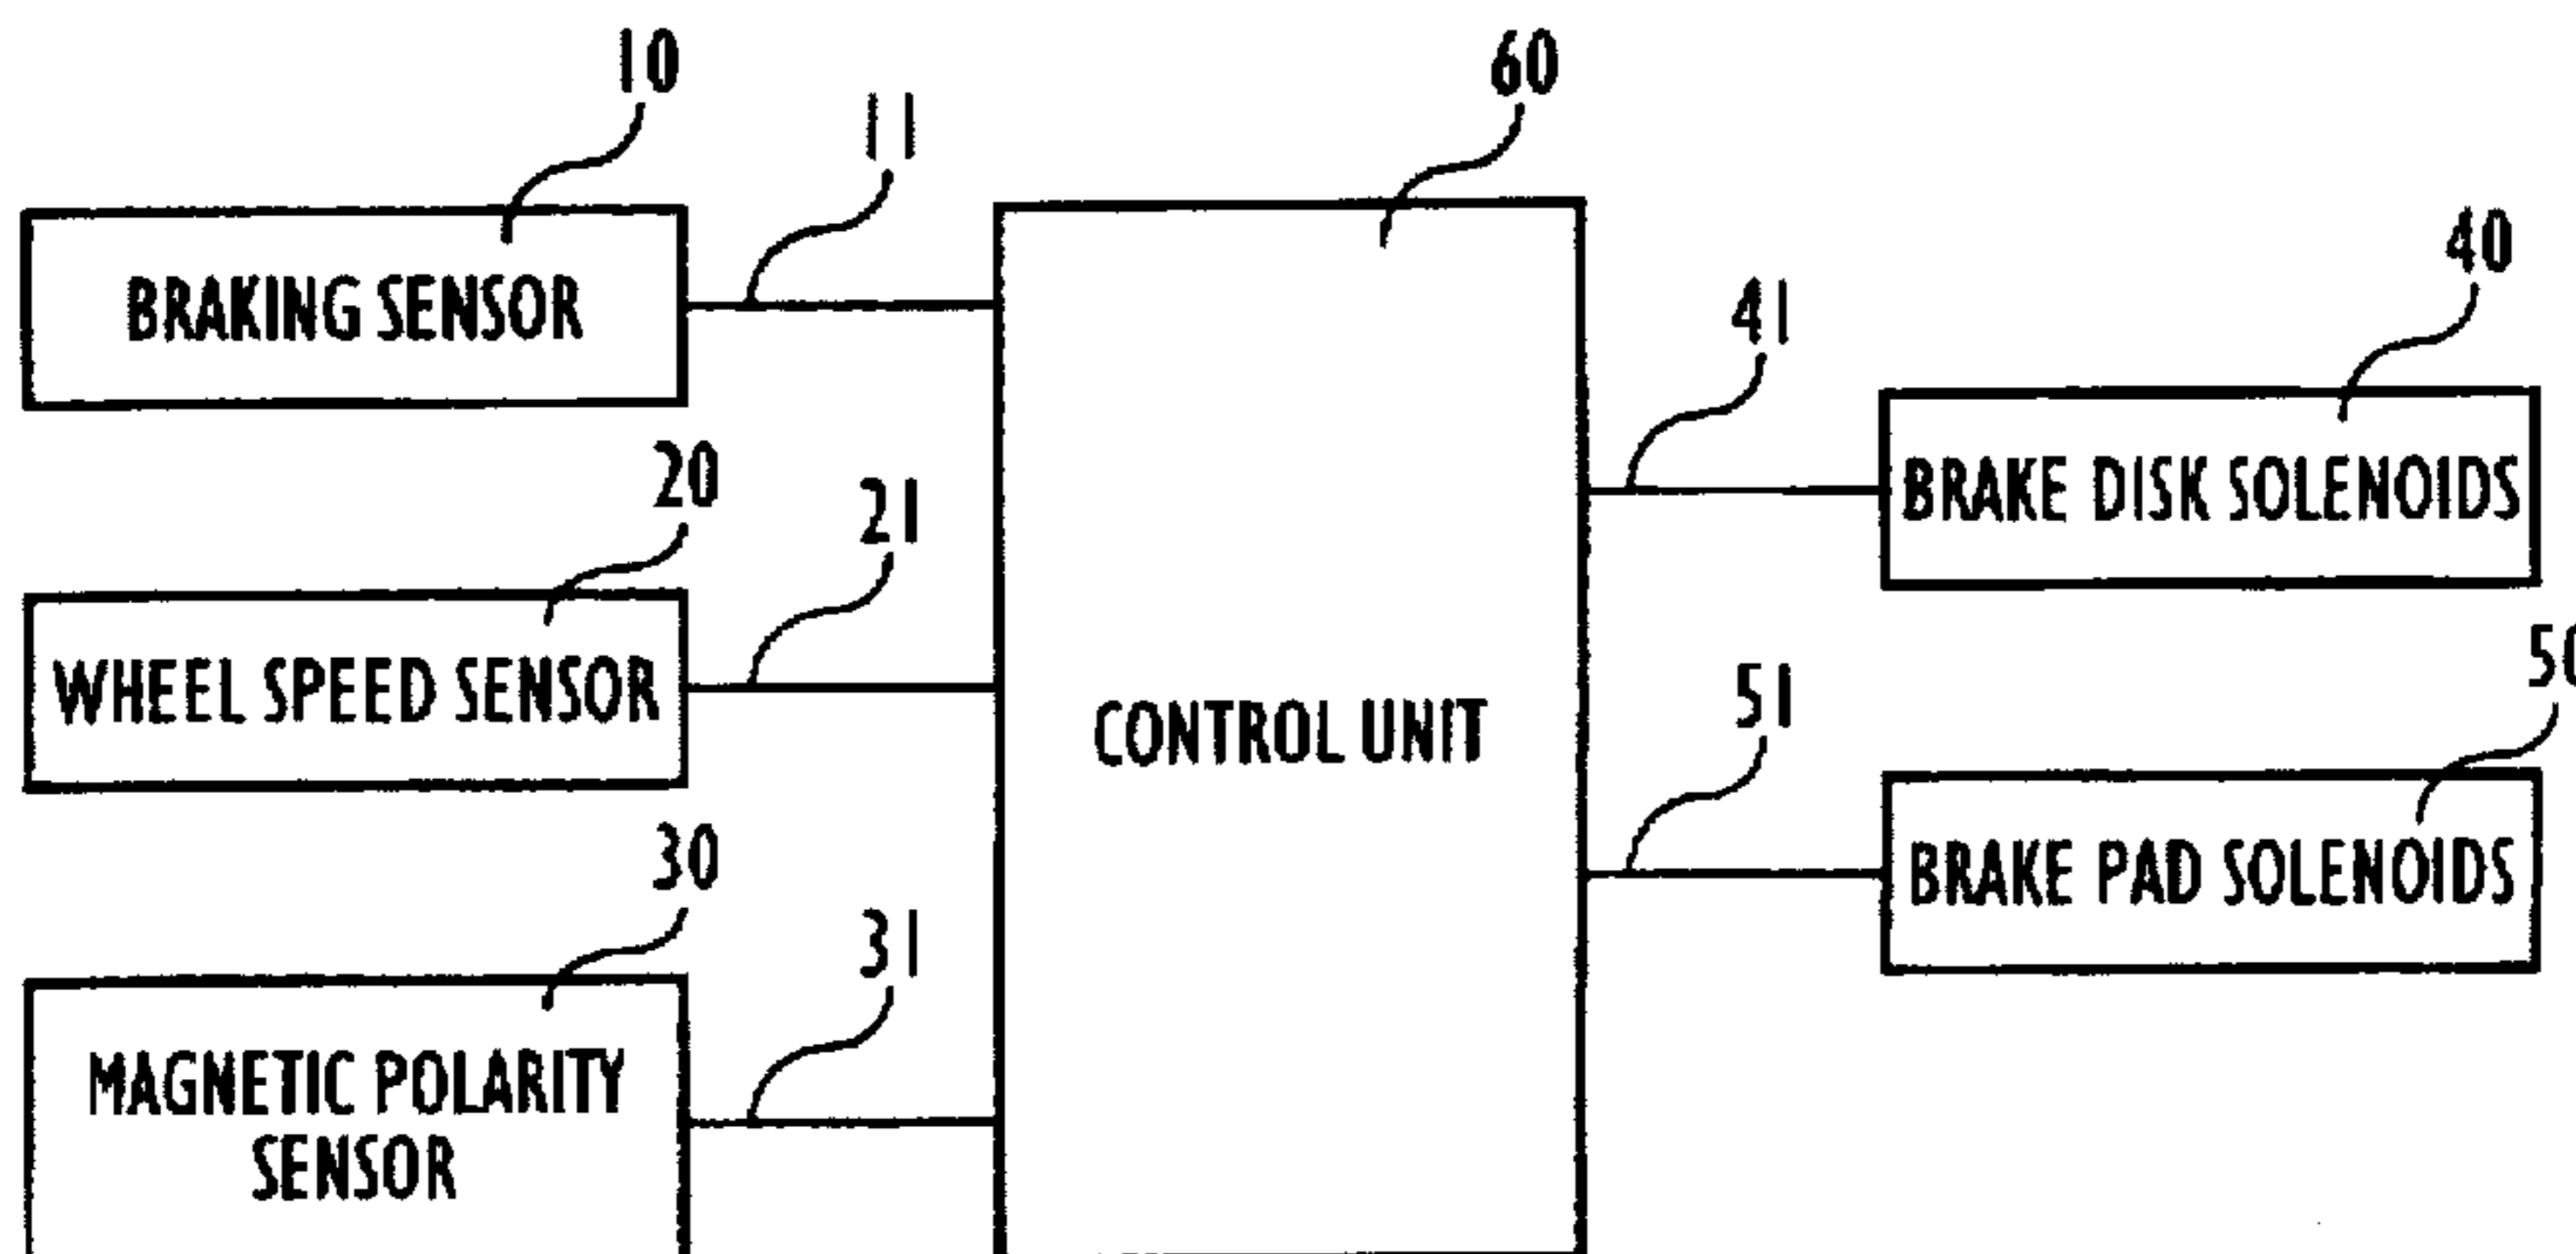 10
11
60
BRAKING SENSOR
40
41
20
21
BRAKE DISK SOLENOIDS
WHEEL SPEED SENSOR
50
51
CONTROL UNIT
30
31
BRAKE PAD SOLENOIDS
MAGNETIC POLARITY
SENSOR